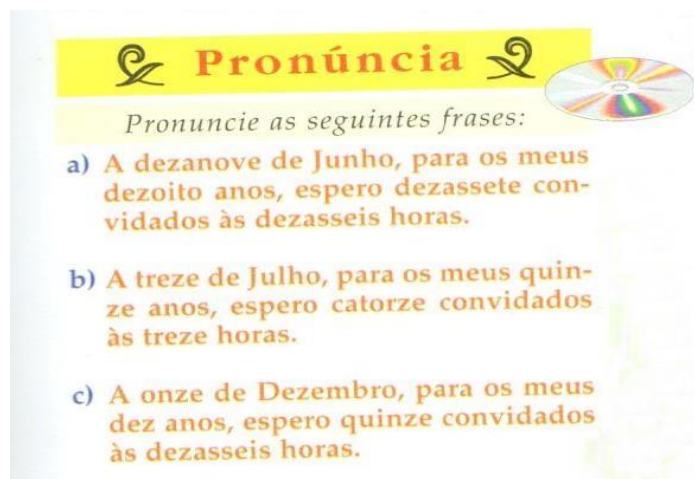 Pronúncia
Pronuncie as seguintes frases:
a) A dezanove de Junho, para os meus
dezoito anos, espero dezassete con-
vidados às dezasseis horas.
b) A treze de Julho, para os meus quin-
ze anos, espero catorze convidados
às treze horas.
c) A onze de Dezembro, para os meus
dez anos, espero quinze convidados
às dezasseis horas.